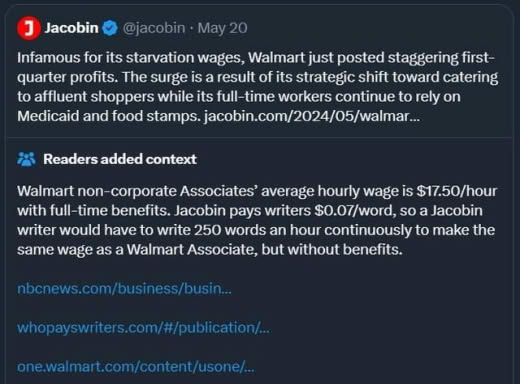 J Jacobin @jacobin · May 20
Infamous for its starvation wages, Walmart just posted staggering first-
quarter profits. The surge is a result of its strategic shift toward catering
to affluent shoppers while its full-time workers continue to rely on
Medicaid and food stamps. jacobin.com/2024/05/walmar...
Readers added context
Walmart non-corporate Associates’ average hourly wage is $17.50/hour
with full-time benefits. Jacobin pays writers $0.07/word, so a Jacobin
writer would have to write 250 words an hour continuously to make the
same wage as a Walmart Associate, but without benefits.
nbcnews.com/business/busin...
whopayswriters.com/#/publication/...
one.walmart.com/content/usone/...